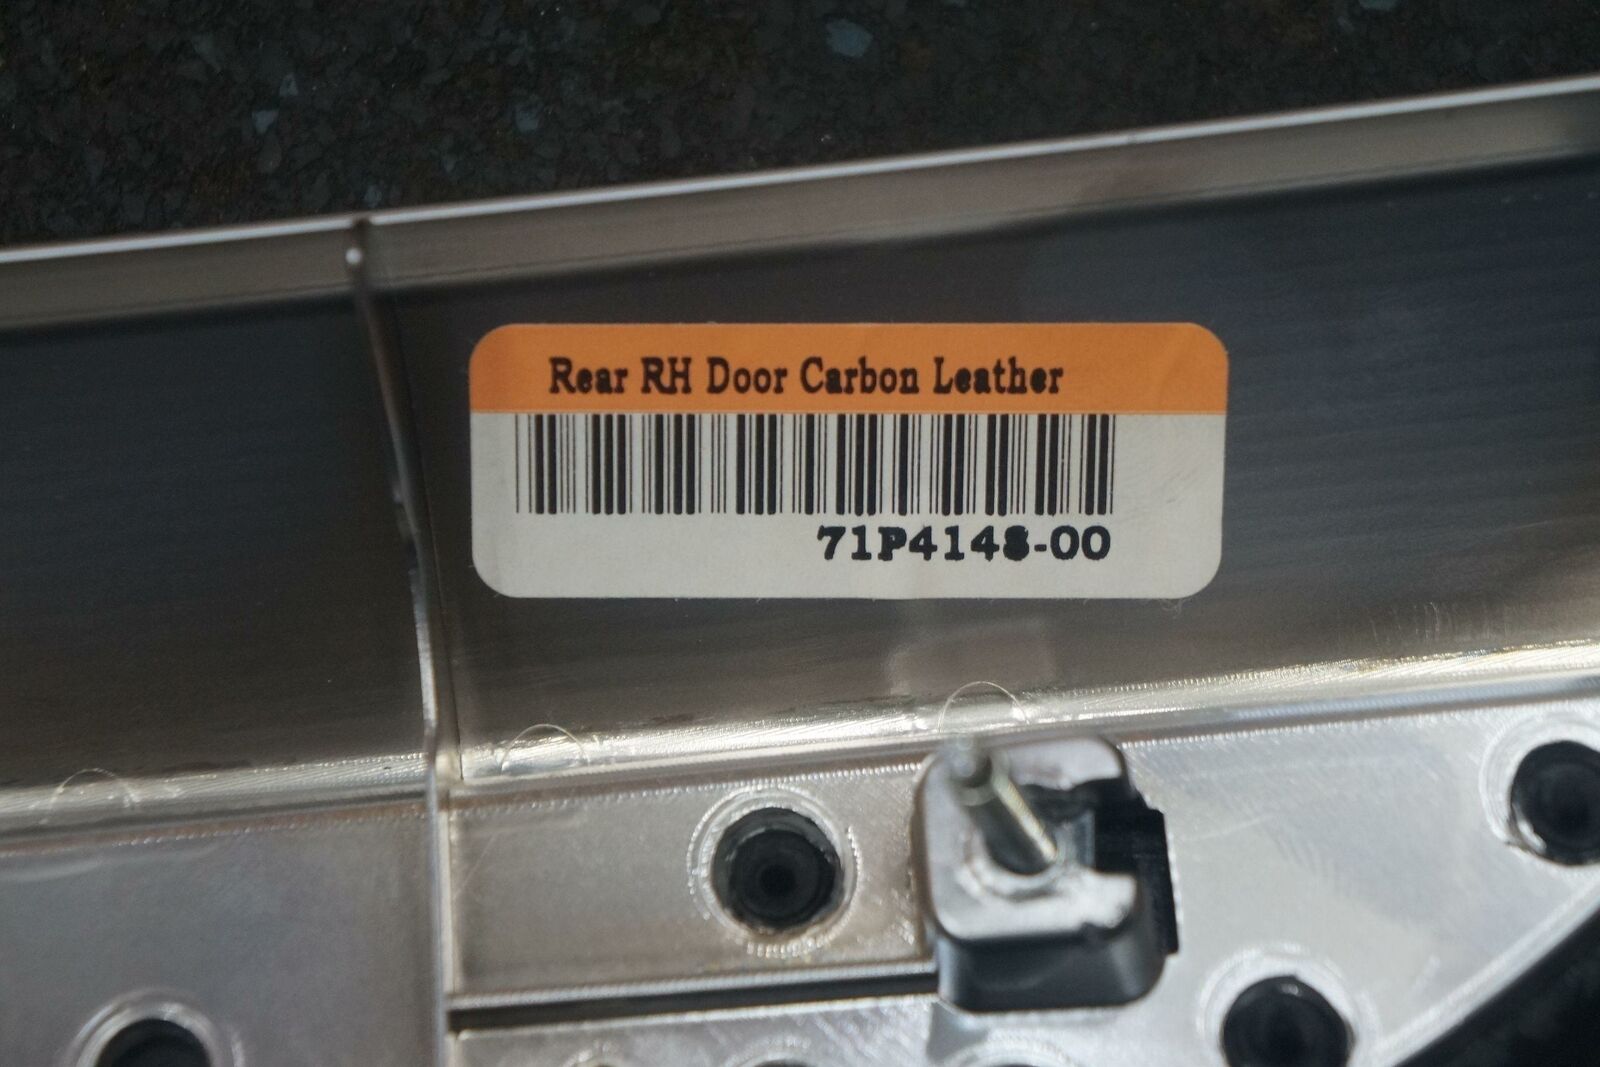 Rear RH Door Carbon Leather
71P4148-00